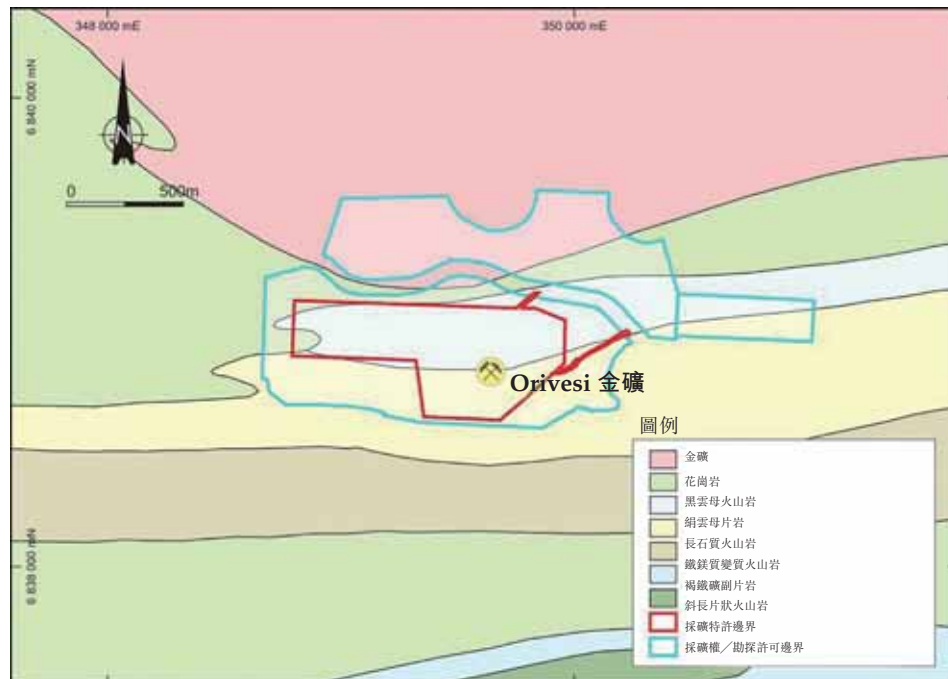 348 000 mE
350 000 mE
6 840 000 mN
N
0 500m
Orivesi 金礦
圖例
金礦
花崗岩
黑雲母火山岩
絹雲母片岩
長石質火山岩
鐵鎂質變質火山岩
褐鐵礦副片岩
斜長片狀火山岩
採礦特許邊界
採礦權／勘探許可邊界
6 838 000 mN